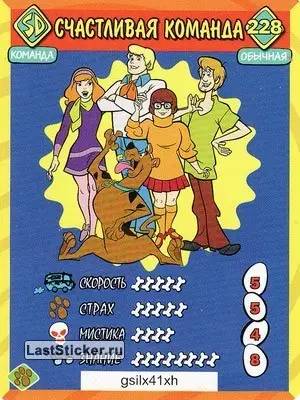 SD СЧАСТЛИВАЯ КОМАНДА 228
КОМАНДА ОБЫЧНАЯ
СКОРОСТЬ 5
СТРАХ 5
МИСТИКА 4
ЗНАНИЕ 8
LastSticker.ru
gsilx41xh